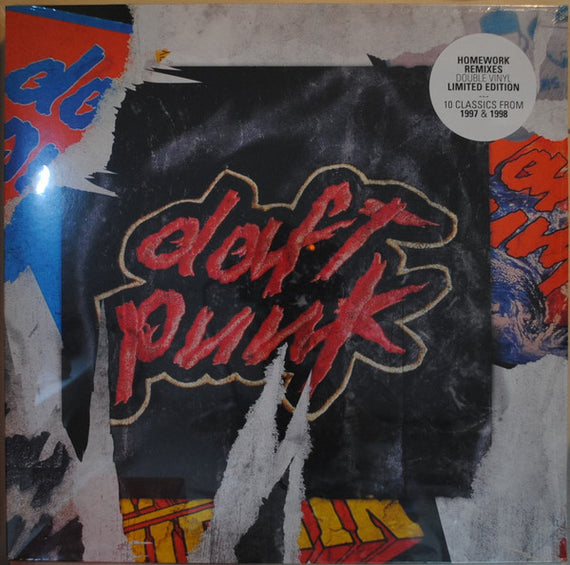 HOMEWORK
REMIXES
DOUBLE VINYL
LIMITED EDITION
10 CLASSICS FROM
1997 & 1998
daft
punk